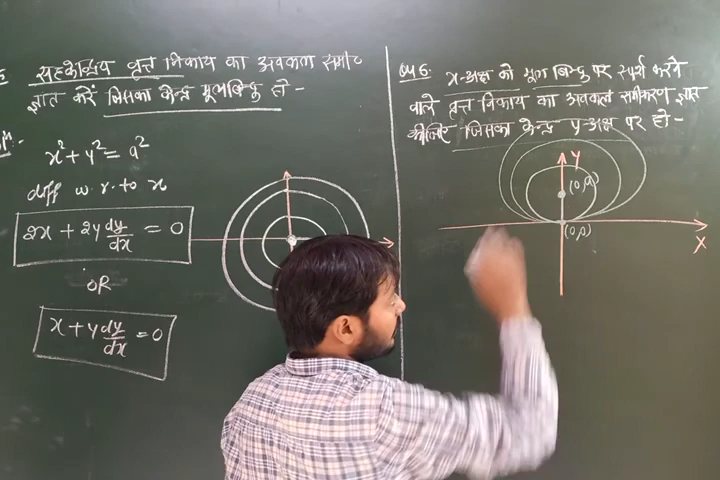 सहकेन्द्रिय वृत्त निकाय का अवकल समी०
ज्ञात करें जिसका केन्द्र मूलबिन्दु हो -
x² + y² = a²
diff w.r.to x
2x + 2y dy/dx = 0
OR
x + y dy/dx = 0
x-अक्ष को मूल बिन्दु पर स्पर्श करने
वाले वृत्त निकाय का अवकल समीकरण ज्ञात
कीजिए जिसका केन्द्र y-अक्ष पर हो -
Y
(0,a)
(0,0)
X